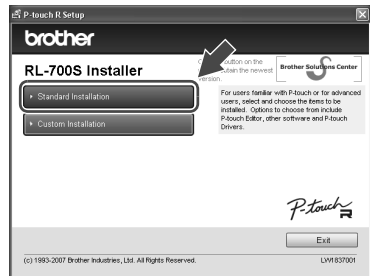 P-touch R Setup
brother
RL-700S Installer
button on the
obtain the newest
version.
Brother Solutions Center
Standard Installation
Custom Installation
For users familiar with P-touch or for advanced
users, select and choose the items to be
installed. Options to choose from include
P-touch Editor, other software and P-touch
Drivers.
P-touch R
Exit
(c) 1993-2007 Brother Industries, Ltd. All Rights Reserved.
LW1837001